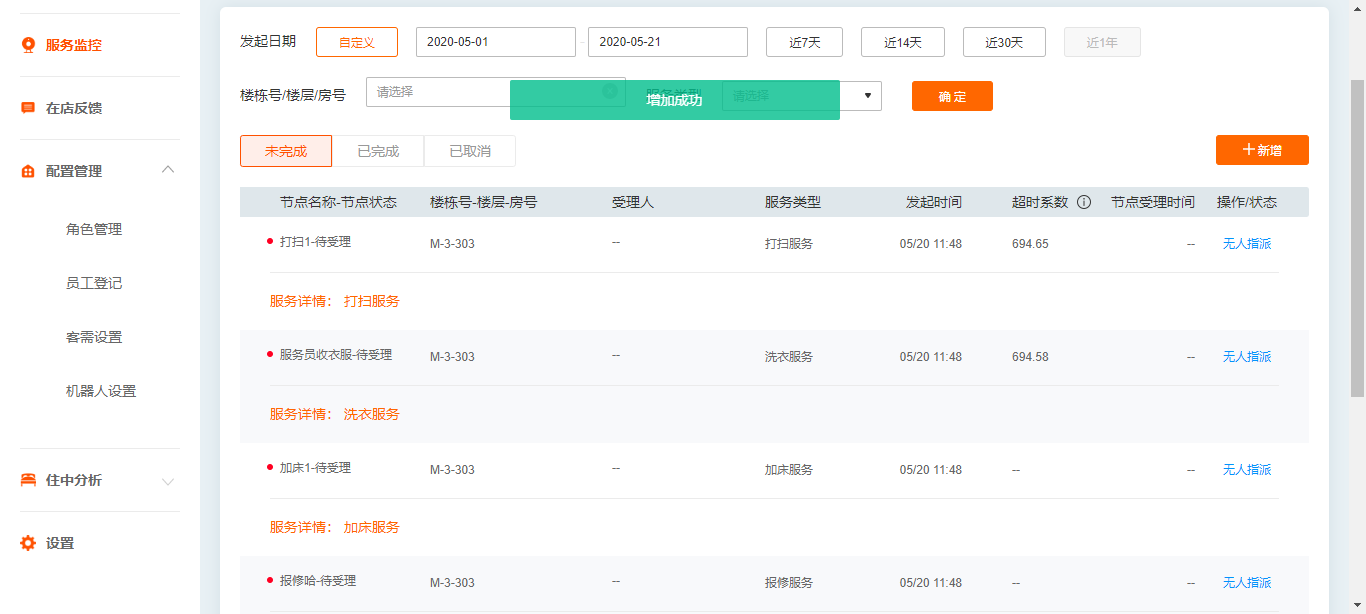 服务监控
在店反馈
配置管理
角色管理
员工登记
客需设置
机器人设置
住中分析
设置
发起日期 自定义 2020-05-01 - 2020-05-21 近7天 近14天 近30天 近1年
楼栋号/楼层/房号 请选择 服务类型 请选择 确 定
增加成功
未完成 已完成 已取消 新增
节点名称-节点状态 楼栋号-楼层-房号 受理人 服务类型 发起时间 超时系数 节点受理时间 操作/状态
打扫1-待受理 M-3-303 -- 打扫服务 05/20 11:48 694.65 -- 无人指派
服务详情： 打扫服务
服务员收衣服-待受理 M-3-303 -- 洗衣服务 05/20 11:48 694.58 -- 无人指派
服务详情： 洗衣服务
加床1-待受理 M-3-303 -- 加床服务 05/20 11:48 -- -- 无人指派
服务详情： 加床服务
报修哈-待受理 M-3-303 -- 报修服务 05/20 11:48 -- -- 无人指派